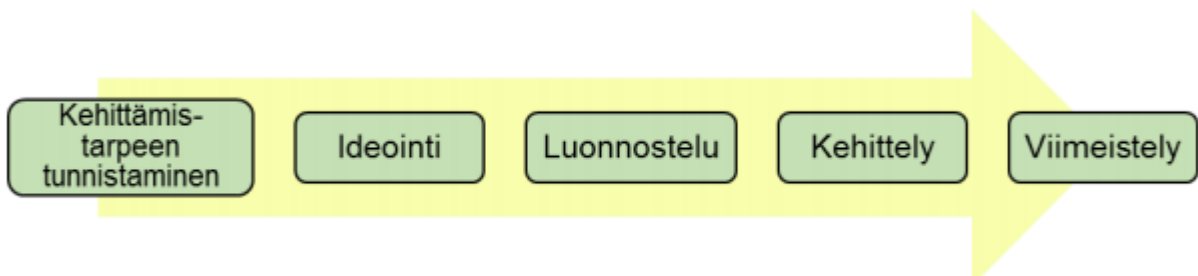 Kehittämis-
tarpeen
tunnistaminen
Ideointi
Luonnostelu
Kehittely
Viimeistely